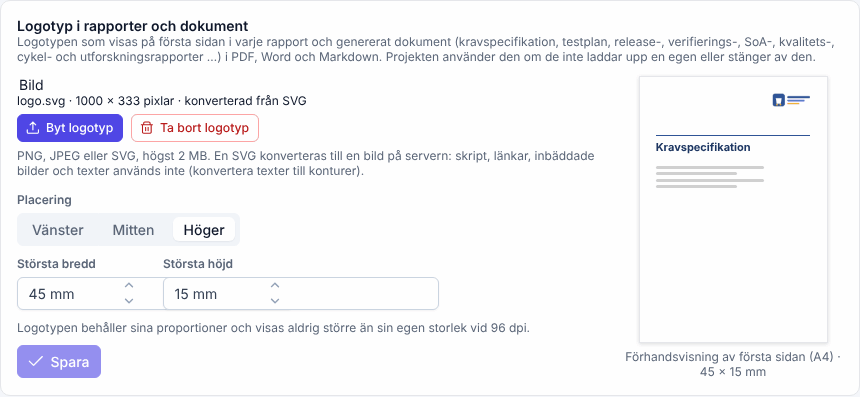 Logotyp i rapporter och dokument
Logotypen som visas på första sidan i varje rapport och genererat dokument (kravspecifikation, testplan, release-, verifierings-, SoA-, kvalitets-,
cykel- och utforskningsrapporter ...) i PDF, Word och Markdown. Projekten använder den om de inte laddar upp en egen eller stänger av den.
Bild
logo.svg · 1000 × 333 pixlar · konverterad från SVG
Byt logotyp
Ta bort logotyp
PNG, JPEG eller SVG, högst 2 MB. En SVG konverteras till en bild på servern: skript, länkar, inbäddade
bilder och texter används inte (konvertera texter till konturer).
Placering
Vänster
Mitten
Höger
Största bredd
Största höjd
45 mm
15 mm
Logotypen behåller sina proportioner och visas aldrig större än sin egen storlek vid 96 dpi.
Spara
Kravspecifikation
Förhandsvisning av första sidan (A4) ·
45 × 15 mm